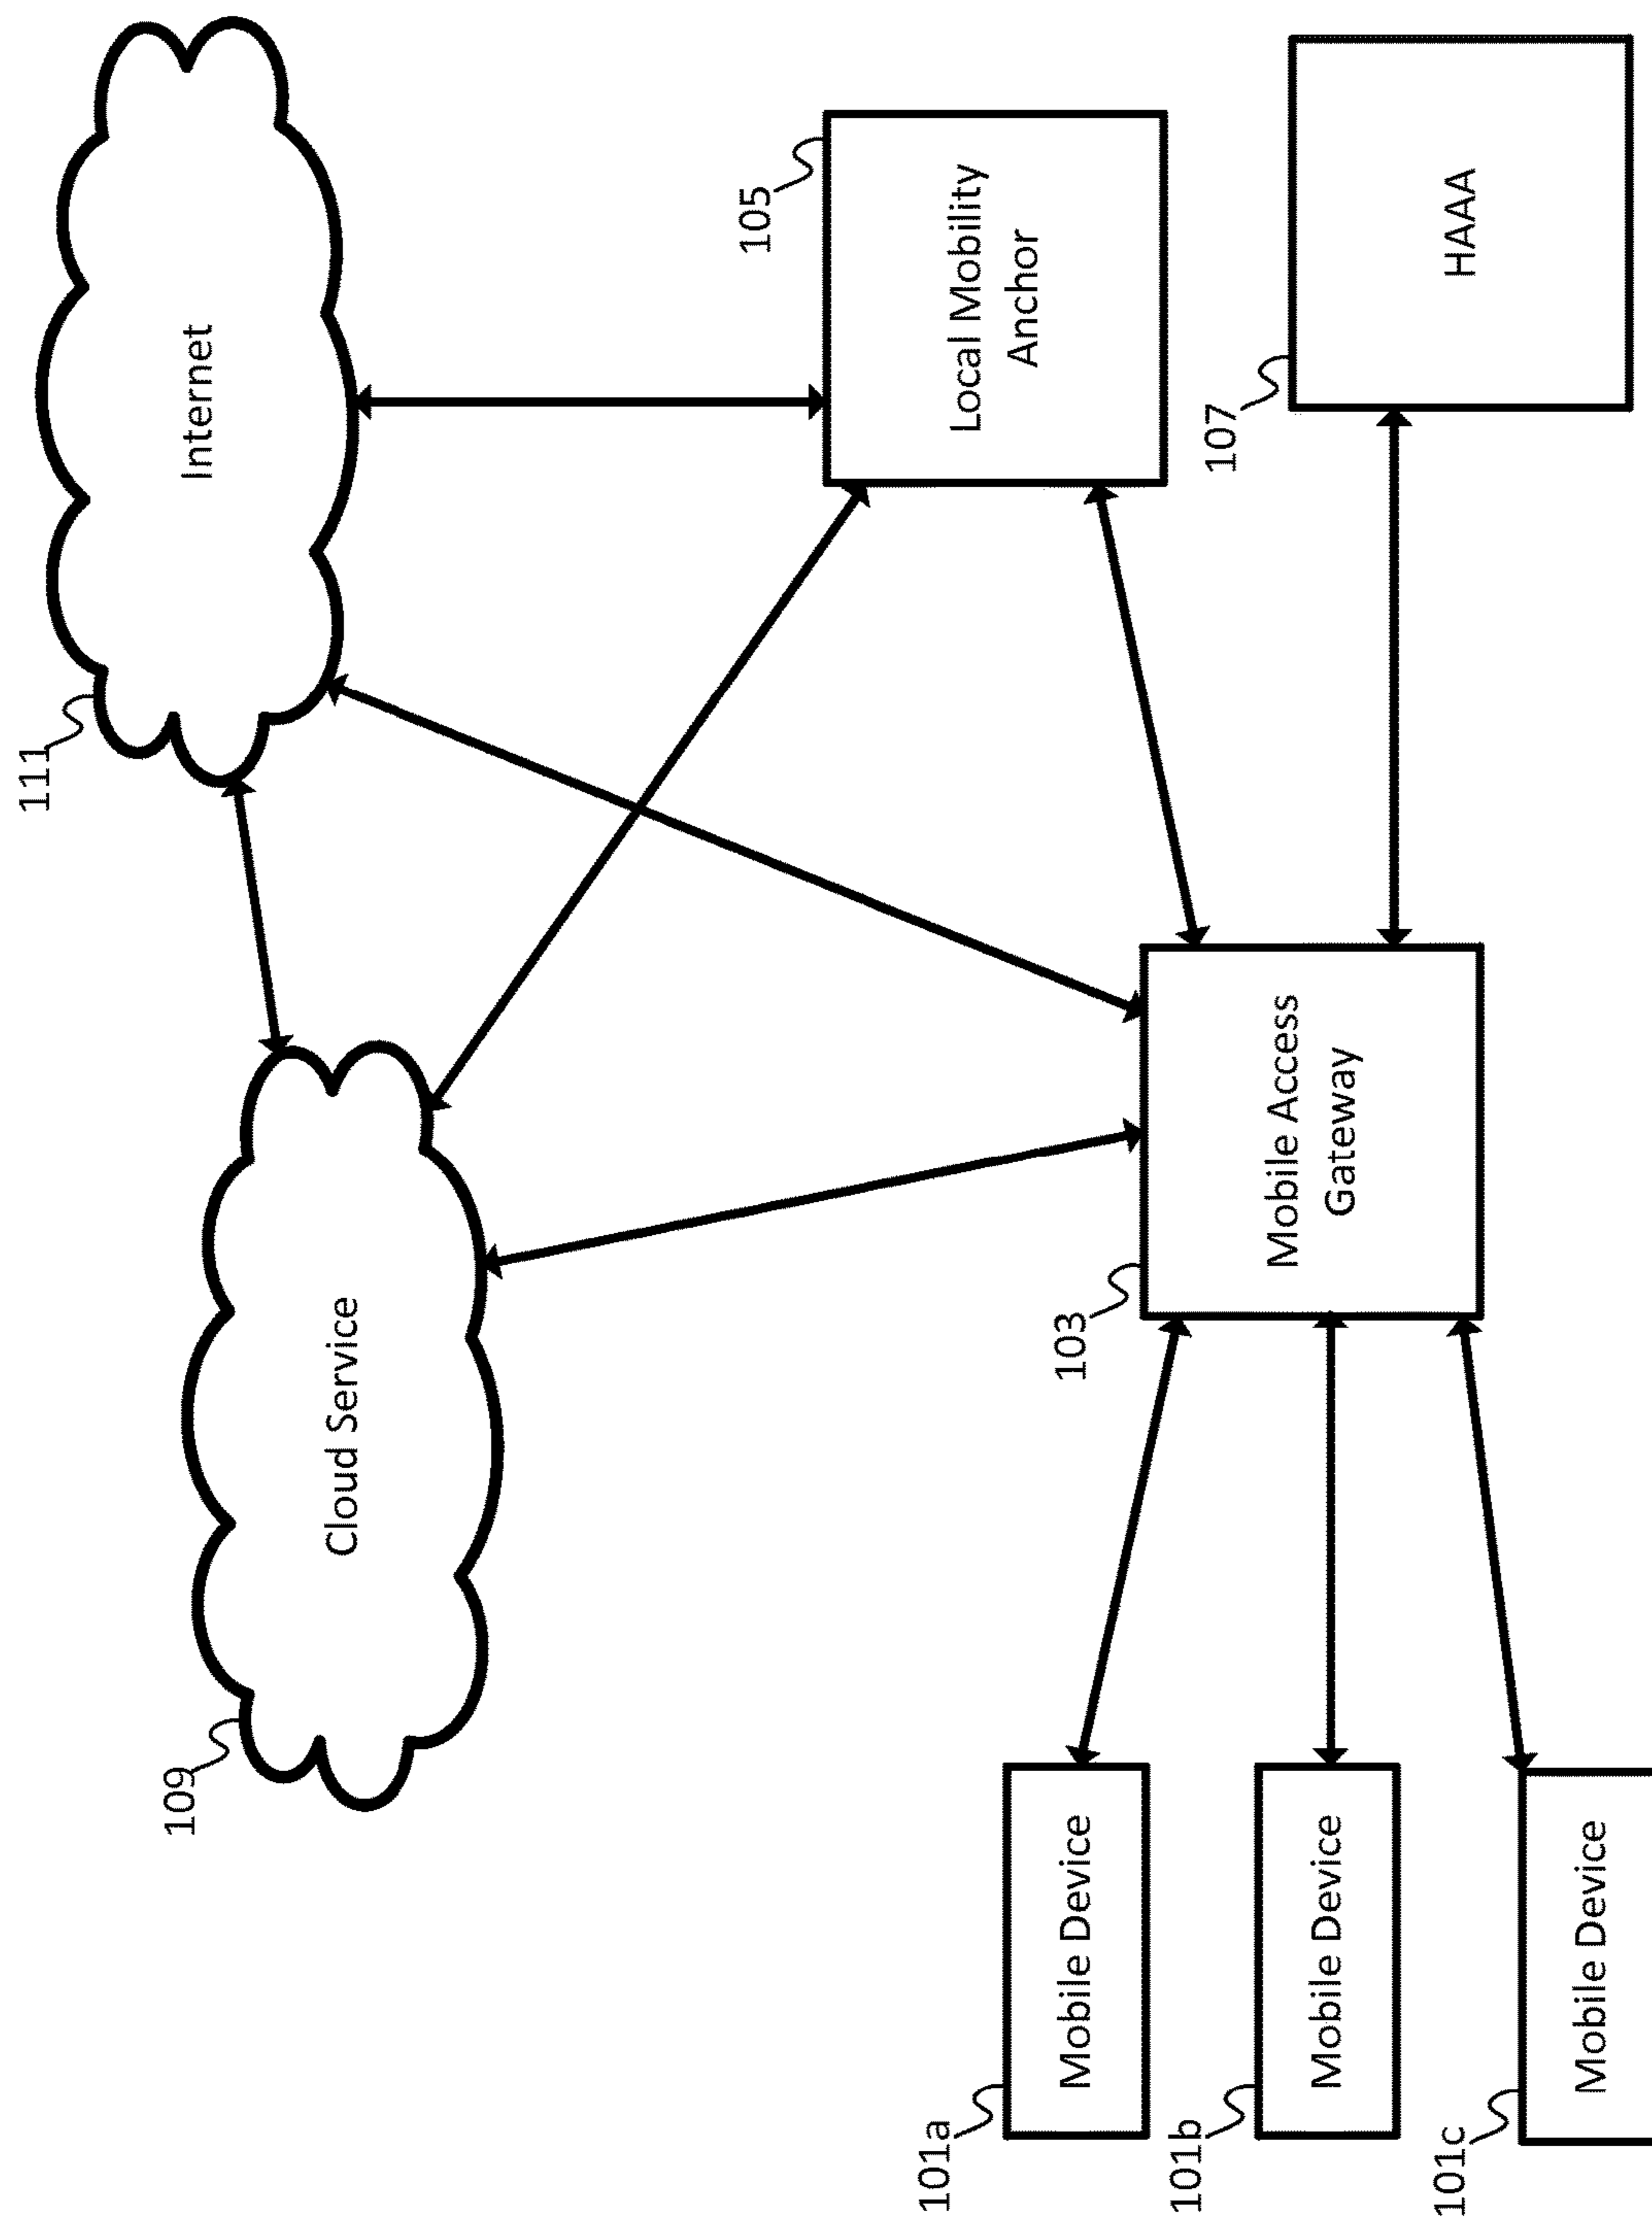 111
Internet
109
Cloud Service
105
Local Mobility
Anchor
103
Mobile Access
Gateway
107
HAAA
101a
Mobile Device
101b
Mobile Device
101c
Mobile Device